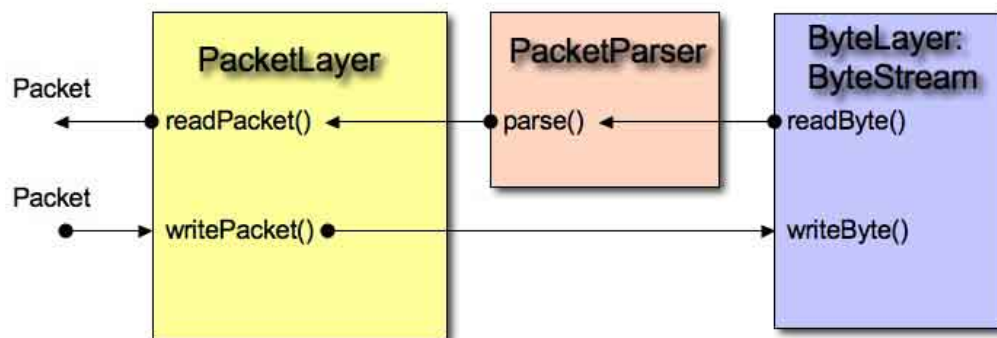 PacketLayer
PacketParser
ByteLayer:
ByteStream
Packet
readPacket()
parse()
readByte()
Packet
writePacket()
writeByte()